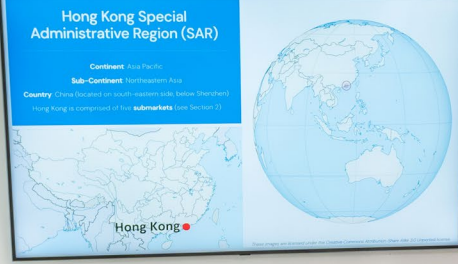 Hong Kong Special
Administrative Region (SAR)
Continent: Asia Pacific
Sub-Continent: Northeastern Asia
Country: China (located on south-eastern side, below Shenzhen)
Hong Kong is comprised of five submarkets (see Section 2)
Hong Kong